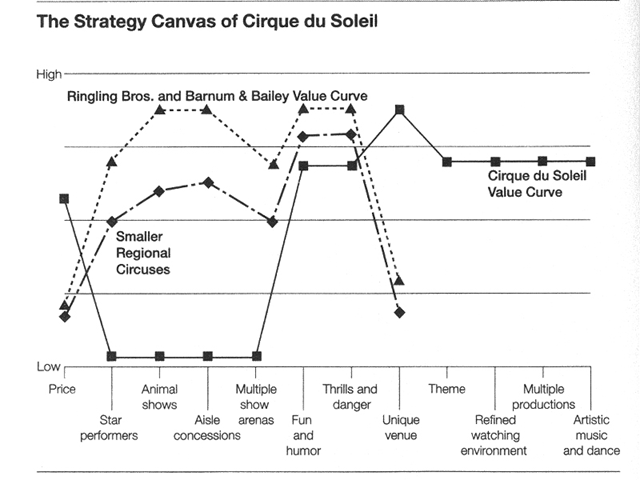 The Strategy Canvas of Cirque du Soleil
High
Ringling Bros. and Barnum & Bailey Value Curve
Cirque du Soleil
Value Curve
Smaller
Regional
Circuses
Low
Price
Star
performers
Animal
shows
Aisle
concessions
Multiple
show
arenas
Fun
and
humor
Thrills and
danger
Unique
venue
Theme
Refined
watching
environment
Multiple
productions
Artistic
music
and dance